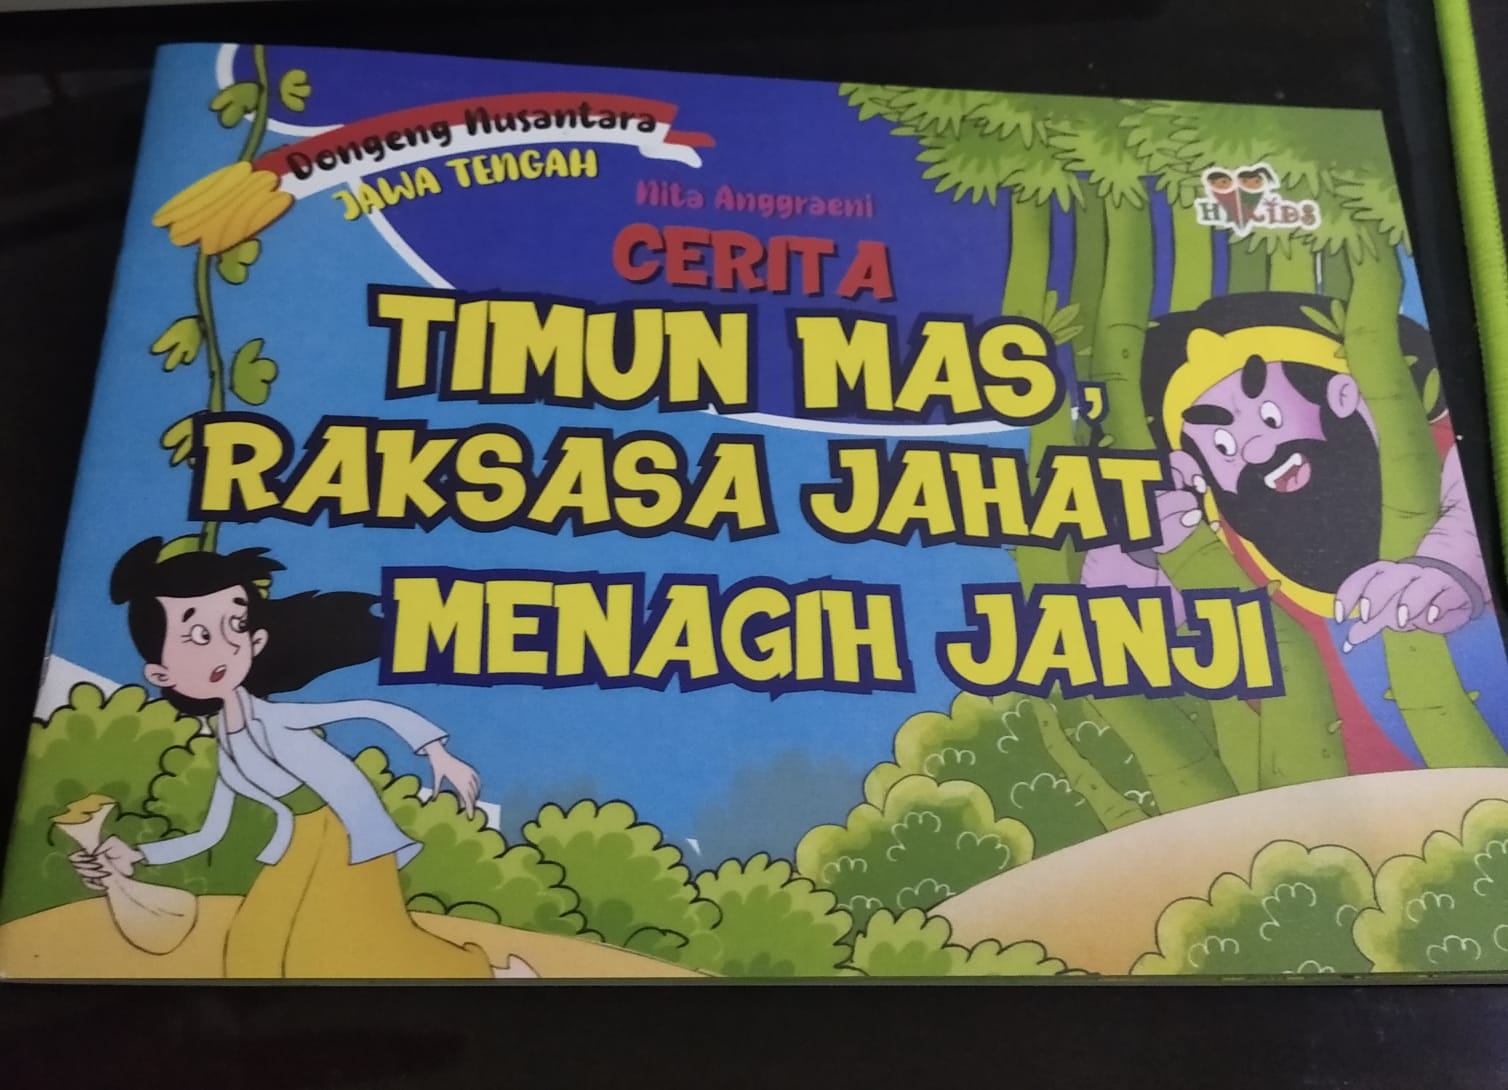 Dongeng Nusantara
JAWA TENGAH
Nita Anggraeni
CERITA
TIMUN MAS,
RAKSASA JAHAT
MENAGIH JANJI